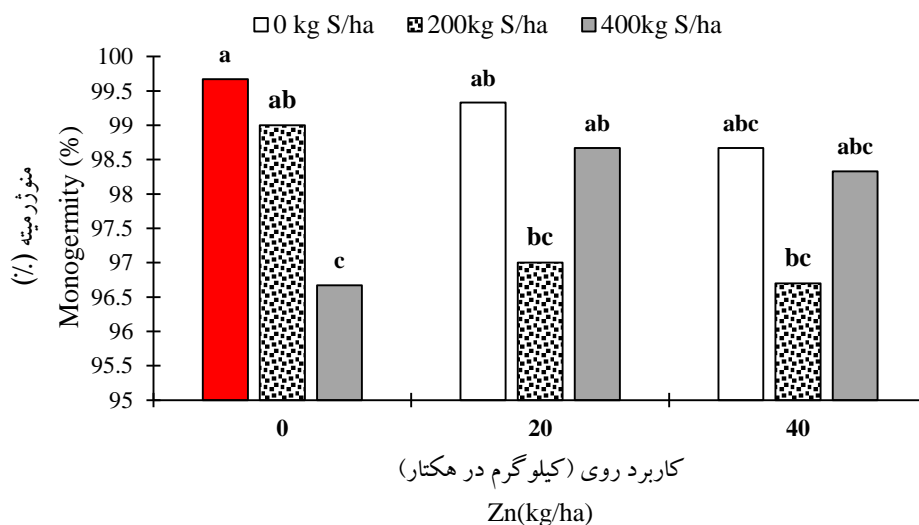 0 kg S/ha 200kg S/ha 400kg S/ha
100
99.5
99
98.5
98
97.5
97
96.5
96
95.5
95
منوژرمیته (٪)
Monogermity (%)
a ab c
ab bc ab
abc bc abc
0 20 40
کاربرد روی (کیلوگرم در هکتار)
Zn(kg/ha)